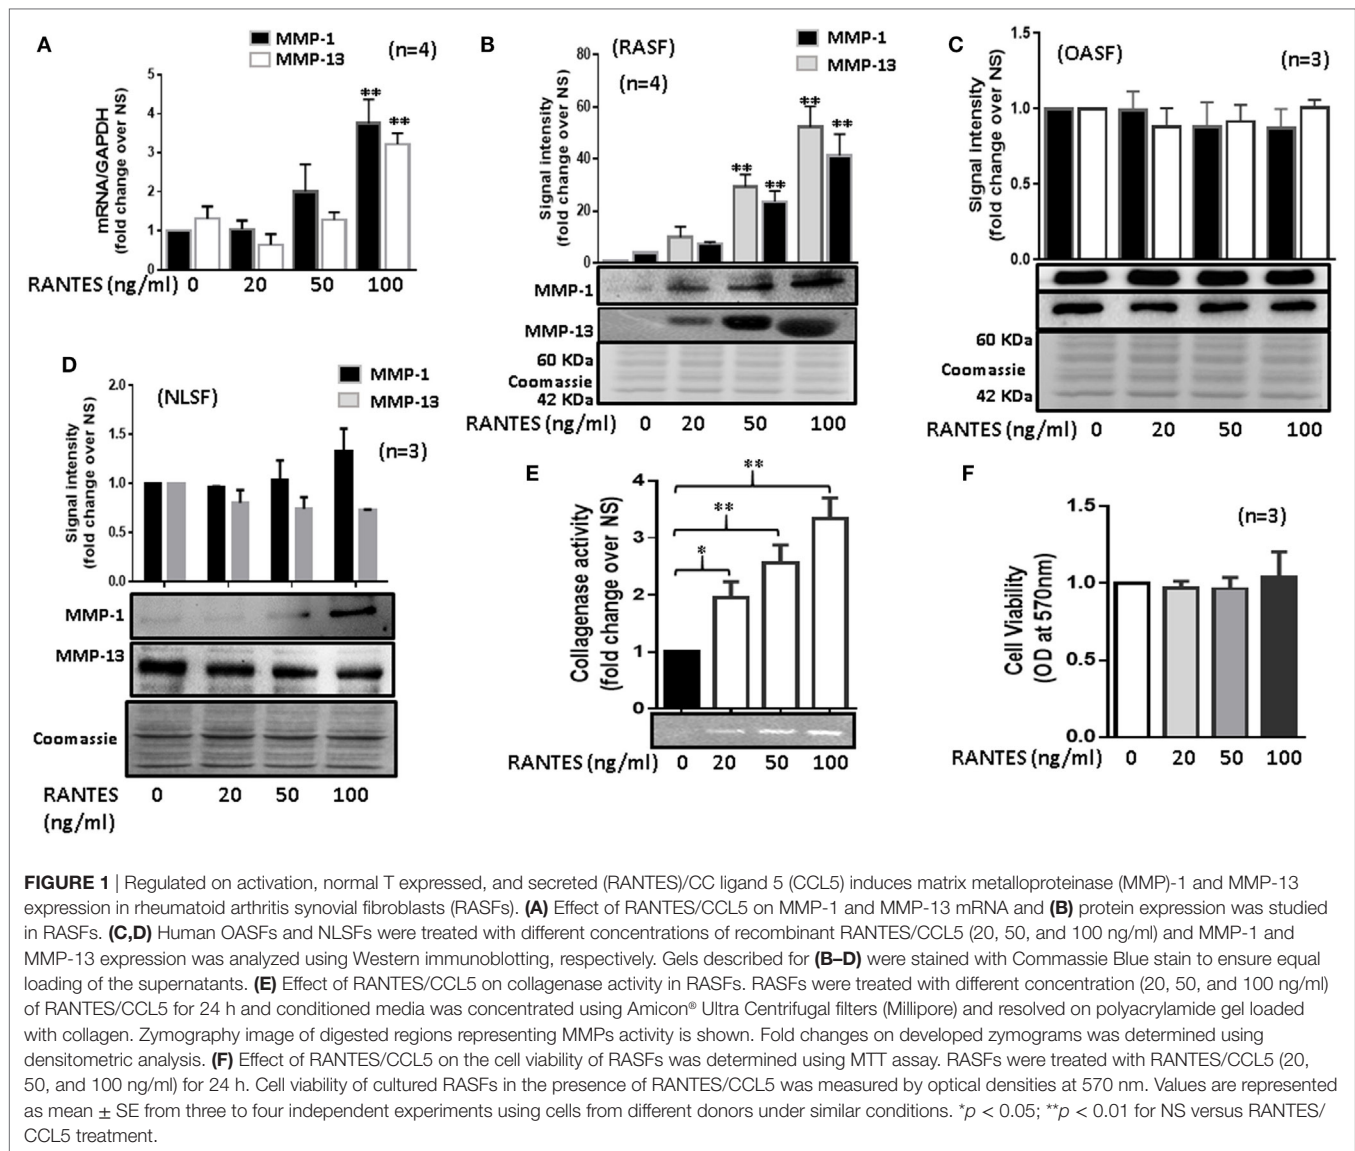 A
MMP-1
MMP-13
(n=4)
mRNA/GAPDH
(fold change over NS)
5
4
3
2
1
0
**
**
RANTES (ng/ml) 0 20 50 100
B
(RASF)
(n=4)
MMP-1
MMP-13
Signal intensity
(fold change over NS)
80
60
40
20
0
**
**
**
**
MMP-1
MMP-13
60 KDa
Coomassie
42 KDa
RANTES (ng/ml) 0 20 50 100
C
(OASF)
(n=3)
Signal intensity
(fold change over NS)
1.5
1.0
0.5
0.0
60 KDa
Coomassie
42 KDa
RANTES (ng/ml) 0 20 50 100
D
MMP-1
MMP-13
(NLSF)
(n=3)
Signal intensity
(fold change over NS)
2.0
1.5
1.0
0.5
0.0
MMP-1
MMP-13
Coomassie
RANTES 0 20 50 100
(ng/ml)
E
Collagenase activity
(fold change over NS)
4
3
2
1
0
**
**
*
RANTES (ng/ml) 0 20 50 100
F
(n=3)
Cell Viability
(OD at 570nm)
1.5
1.0
0.5
0.0
RANTES (ng/ml) 0 20 50 100
FIGURE 1 | Regulated on activation, normal T expressed, and secreted (RANTES)/CC ligand 5 (CCL5) induces matrix metalloproteinase (MMP)-1 and MMP-13
expression in rheumatoid arthritis synovial fibroblasts (RASFs). (A) Effect of RANTES/CCL5 on MMP-1 and MMP-13 mRNA and (B) protein expression was studied
in RASFs. (C,D) Human OASFs and NLSFs were treated with different concentrations of recombinant RANTES/CCL5 (20, 50, and 100 ng/ml) and MMP-1 and
MMP-13 expression was analyzed using Western immunoblotting, respectively. Gels described for (B–D) were stained with Commassie Blue stain to ensure equal
loading of the supernatants. (E) Effect of RANTES/CCL5 on collagenase activity in RASFs. RASFs were treated with different concentration (20, 50, and 100 ng/ml)
of RANTES/CCL5 for 24 h and conditioned media was concentrated using Amicon® Ultra Centrifugal filters (Millipore) and resolved on polyacrylamide gel loaded
with collagen. Zymography image of digested regions representing MMPs activity is shown. Fold changes on developed zymograms was determined using
densitometric analysis. (F) Effect of RANTES/CCL5 on the cell viability of RASFs was determined using MTT assay. RASFs were treated with RANTES/CCL5 (20,
50, and 100 ng/ml) for 24 h. Cell viability of cultured RASFs in the presence of RANTES/CCL5 was measured by optical densities at 570 nm. Values are represented
as mean ± SE from three to four independent experiments using cells from different donors under similar conditions. *p < 0.05; **p < 0.01 for NS versus RANTES/
CCL5 treatment.